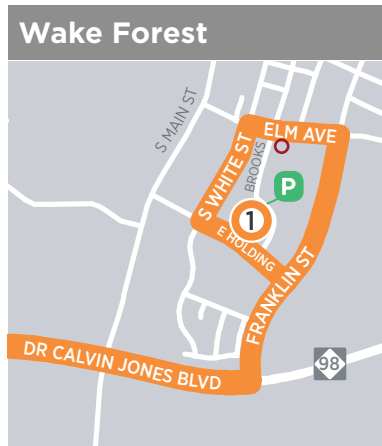 Wake Forest
S MAIN ST
ELM AVE
S WHITE ST
BROOKS
P
1
E HOLDING
FRANKLIN ST
98
DR CALVIN JONES BLVD